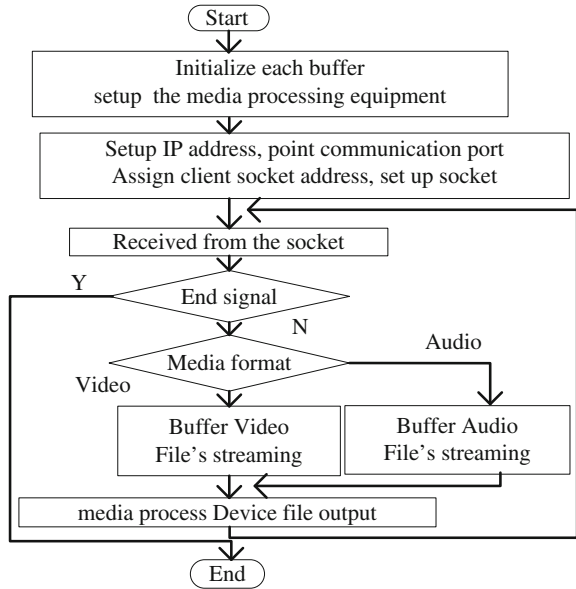 Start
Initialize each buffer
setup the media processing equipment
Setup IP address, point communication port
Assign client socket address, set up socket
Received from the socket
Y
End signal
N
Media format
Audio
Video
Buffer Video
File's streaming
Buffer Audio
File's streaming
media process Device file output
End